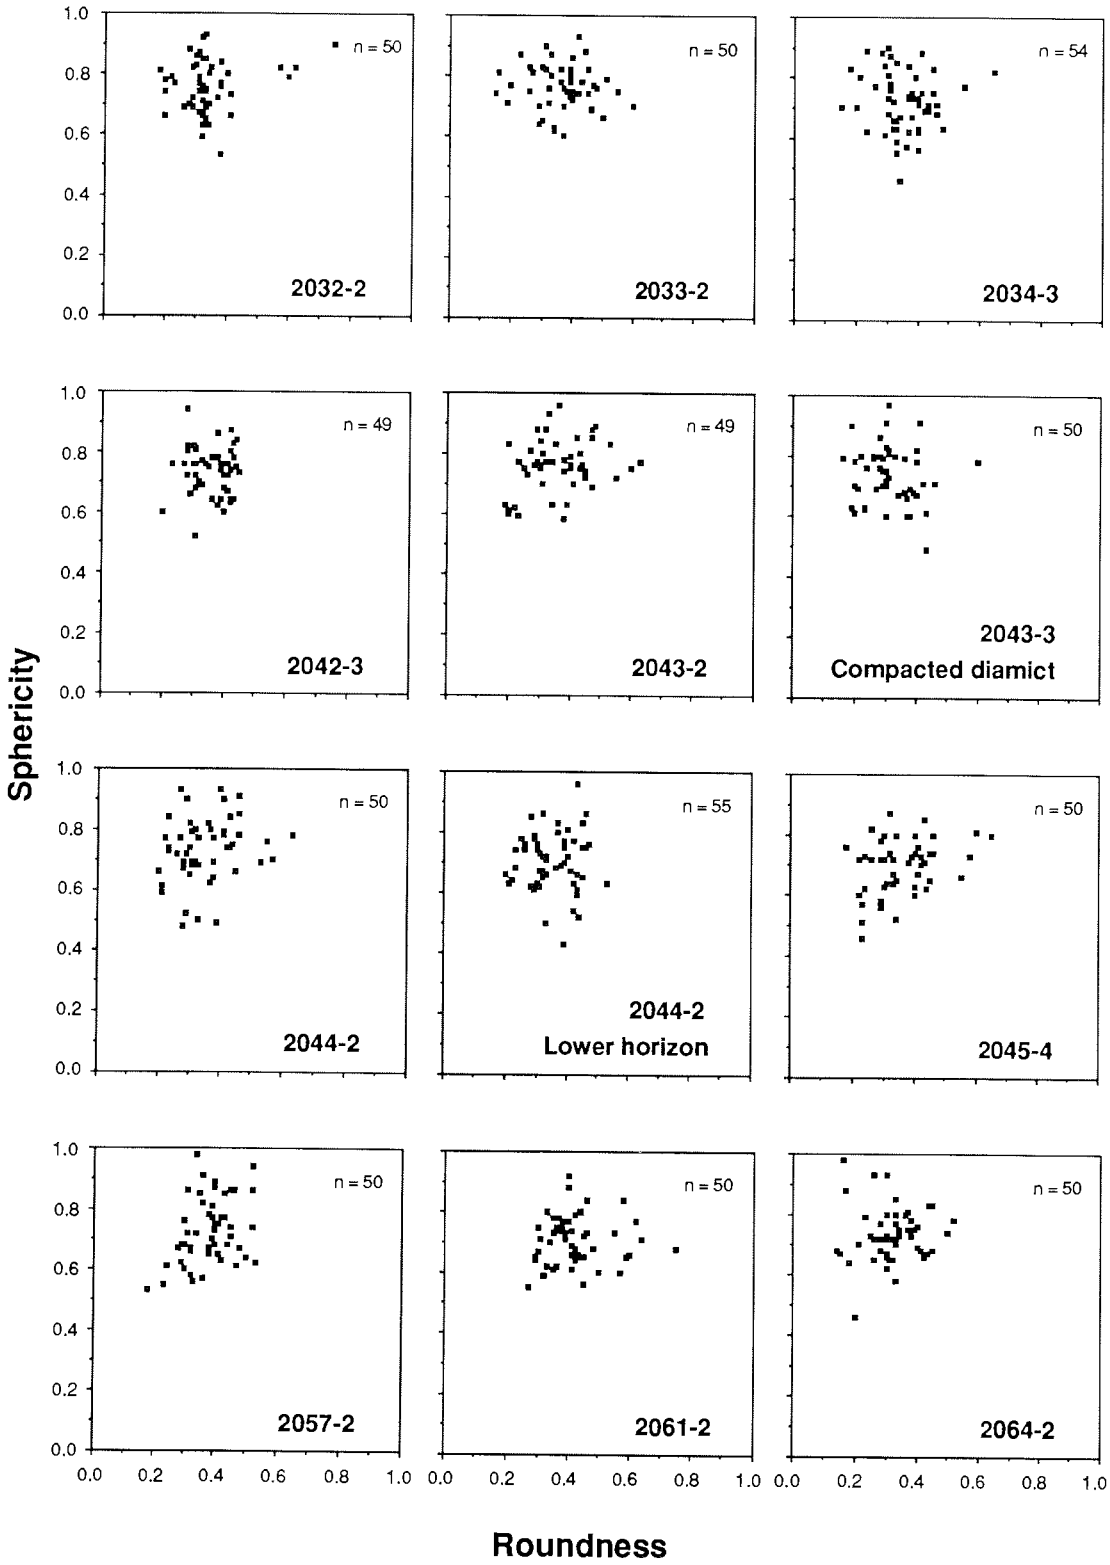 1.0
0.8
0.6
0.4
0.2
0.0
n = 50
2032-2
n = 50
2033-2
n = 54
2034-3
1.0
0.8
0.6
0.4
0.2
0.0
n = 49
2042-3
n = 49
2043-2
n = 50
2043-3
Compacted diamict
Sphericity
1.0
0.8
0.6
0.4
0.2
0.0
n = 50
2044-2
n = 55
2044-2
Lower horizon
n = 50
2045-4
1.0
0.8
0.6
0.4
0.2
0.0
n = 50
2057-2
n = 50
2061-2
n = 50
2064-2
0.0 0.2 0.4 0.6 0.8 1.0
0.0 0.2 0.4 0.6 0.8 1.0
0.0 0.2 0.4 0.6 0.8 1.0
Roundness